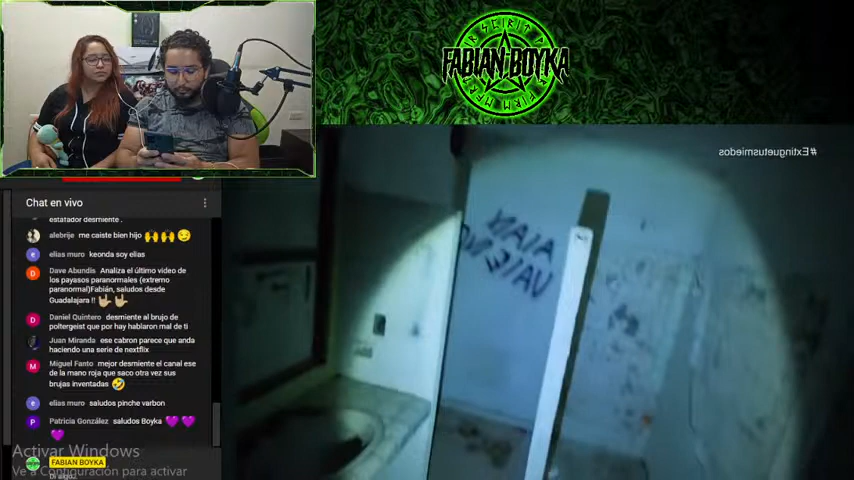 FABIAN BOYKA
#Extinguetusmiedos
Chat en vivo
estafador desmiente .
alebrije me caiste bien hijo 🙌🙌😏
elias muro keonda soy elias
Dave Abundis Analiza el último video de
los payasos paranormales (extremo
paranormal)Fabián, saludos desde
Guadalajara !!
Daniel Quintero desmiente al brujo de
poltergeist que por hay hablaron mal de ti
Juan Miranda ese cabron pareco que anda
haciendo una serie de nextflix
Miguel Fanto mejor desmiente el canal ese
de la mano roja que saco otra vez sus
brujas inventadas 🤣
elias muro saludos pinche varbon
Patricia González saludos Boyka 💜💜
💜
Activar Windows
Ve a Configuración para activar
FABIAN BOYKA